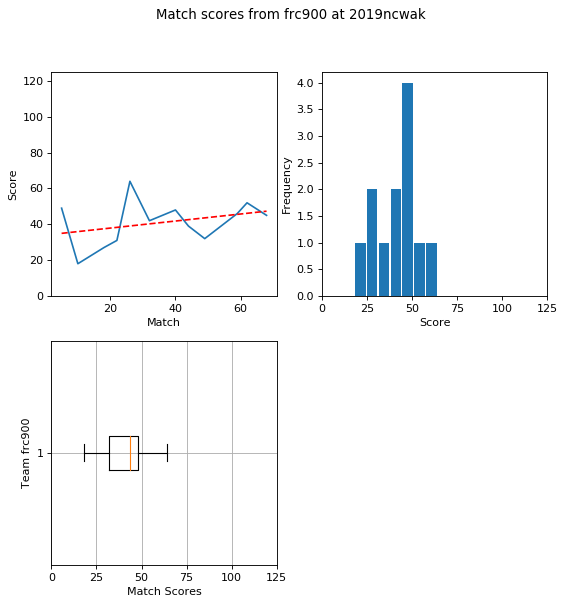 Match scores from frc900 at 2019ncwak
120
100
80
60
40
20
0
Score
20 40 60
Match
4.0
3.5
3.0
2.5
2.0
1.5
1.0
0.5
0.0
Frequency
0 25 50 75 100 125
Score
Team frc900
1
0 25 50 75 100 125
Match Scores